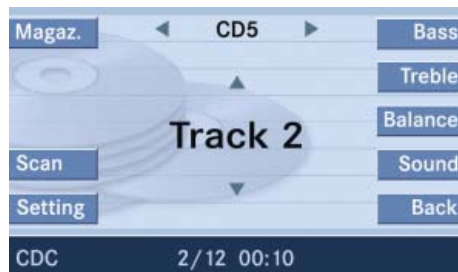 Magaz.
CD5
Bass
Treble
Track 2
Balance
Scan
Sound
Setting
Back
CDC 2/12 00:10